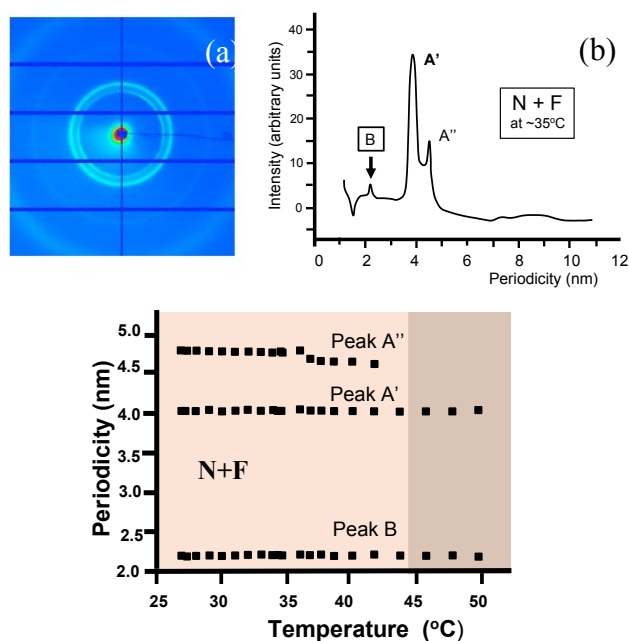 (a)
(b)
Intensity (arbitrary units)
40
30
20
10
0
A'
A''
B
N + F
at ~35ºC
0 2 4 6 8 10 12
Periodicity (nm)
Periodicity (nm)
5.0
4.5
4.0
3.5
3.0
2.5
2.0
Peak A''
Peak A'
N+F
Peak B
25 30 35 40 45 50
Temperature (ºC)